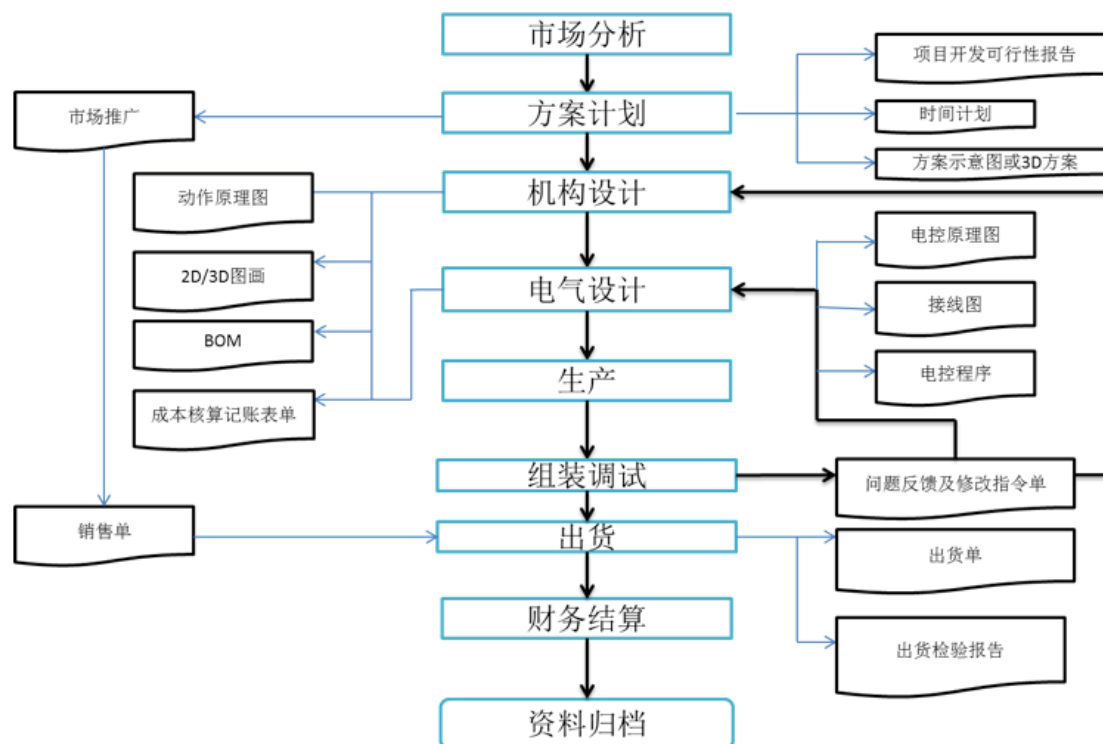 市场分析
项目开发可行性报告
市场推广
方案计划
时间计划
方案示意图或3D方案
动作原理图
机构设计
电控原理图
2D/3D图画
电气设计
接线图
BOM
生产
电控程序
成本核算记账表单
组装调试
问题反馈及修改指令单
销售单
出货
出货单
财务结算
出货检验报告
资料归档